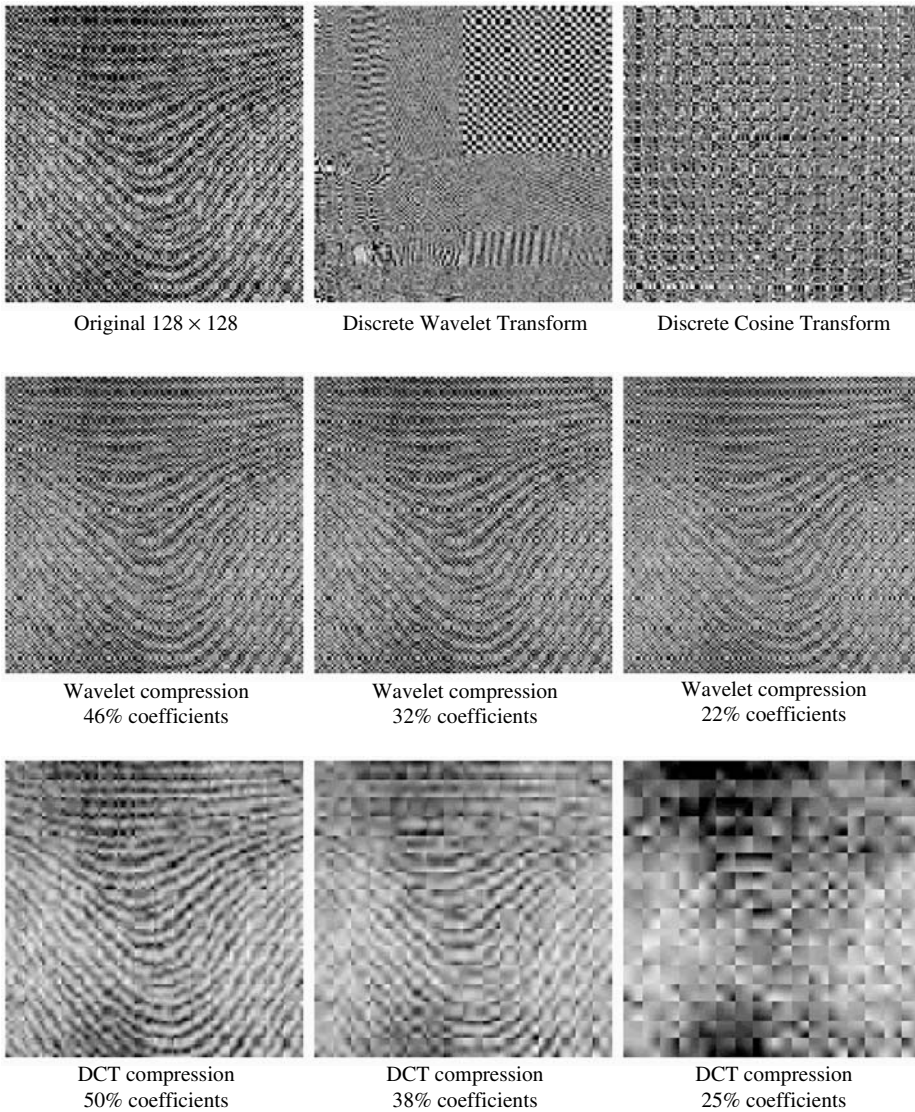 Original 128 × 128
Discrete Wavelet Transform
Discrete Cosine Transform
Wavelet compression
46% coefficients
Wavelet compression
32% coefficients
Wavelet compression
22% coefficients
DCT compression
50% coefficients
DCT compression
38% coefficients
DCT compression
25% coefficients